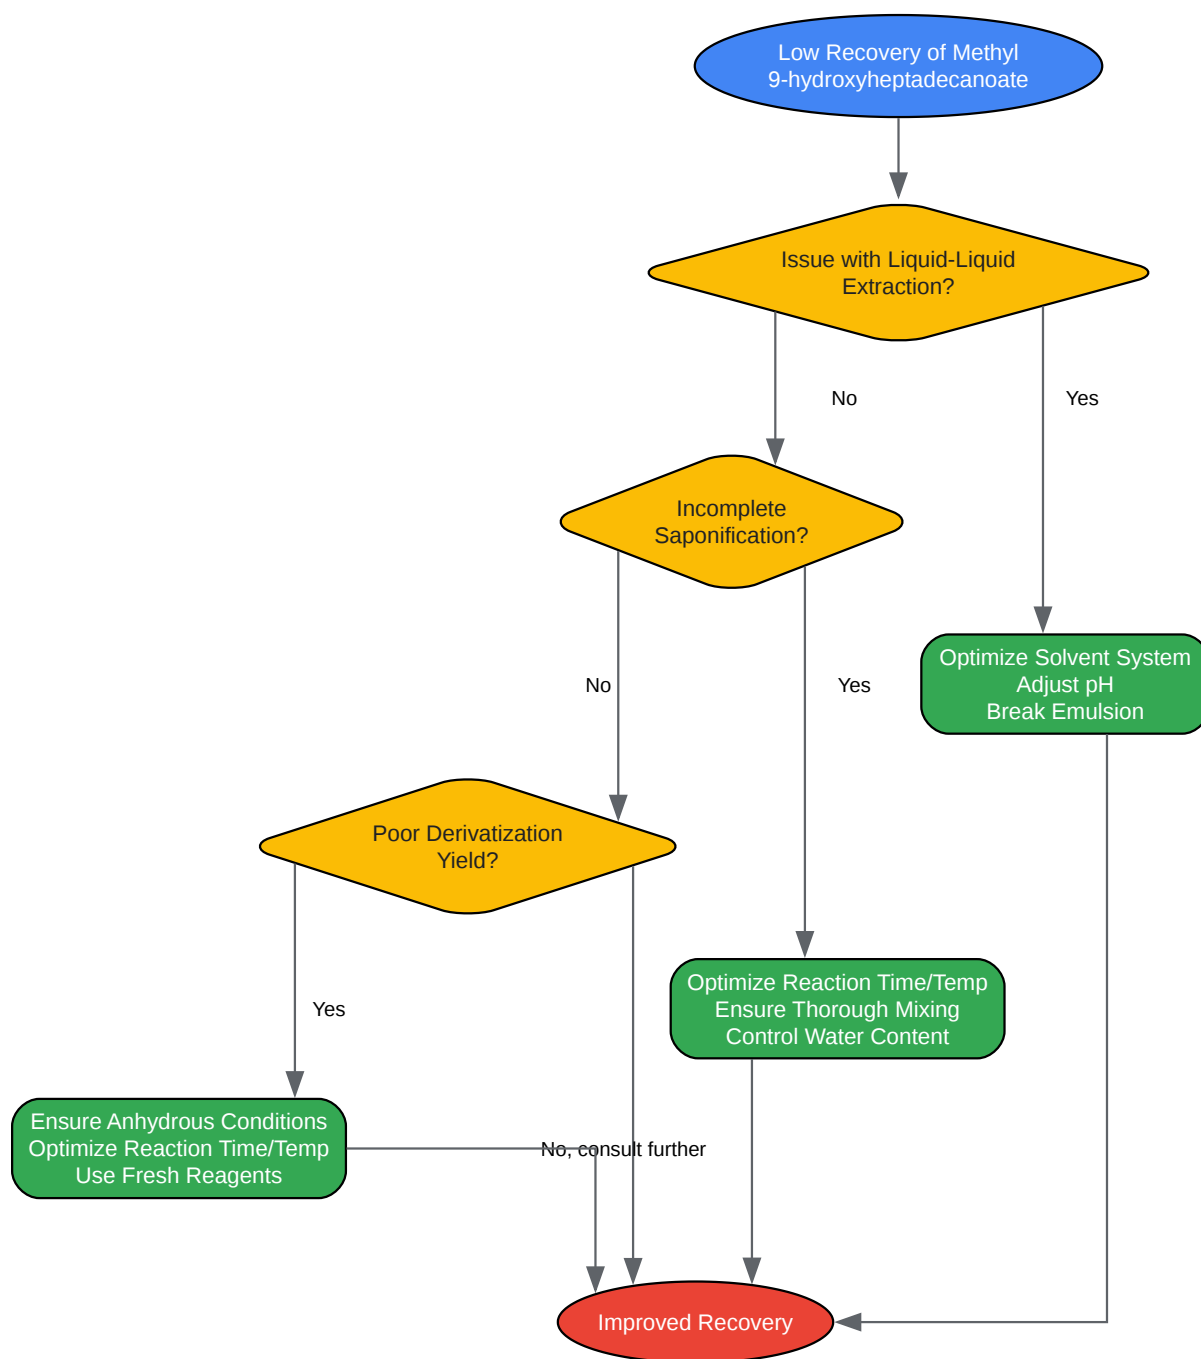 Low Recovery of Methyl
9-hydroxyheptadecanoate
Issue with Liquid-Liquid
Extraction?
No
Yes
Incomplete
Saponification?
No
Yes
Optimize Solvent System
Adjust pH
Break Emulsion
Poor Derivatization
Yield?
Yes
Optimize Reaction Time/Temp
Ensure Thorough Mixing
Control Water Content
Ensure Anhydrous Conditions
Optimize Reaction Time/Temp
Use Fresh Reagents
No, consult further
Improved Recovery